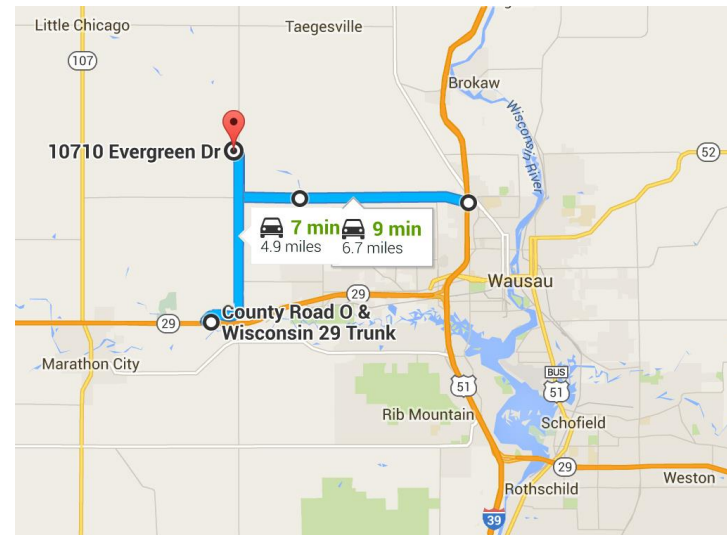 Little Chicago
Taegesville
107
Brokaw
Wisconsin River
10710 Evergreen Dr
52
7 min
4.9 miles
9 min
6.7 miles
Wausau
29
County Road O &
Wisconsin 29 Trunk
29
Marathon City
51
BUS
51
Rib Mountain
Schofield
29
Weston
Rothschild
39